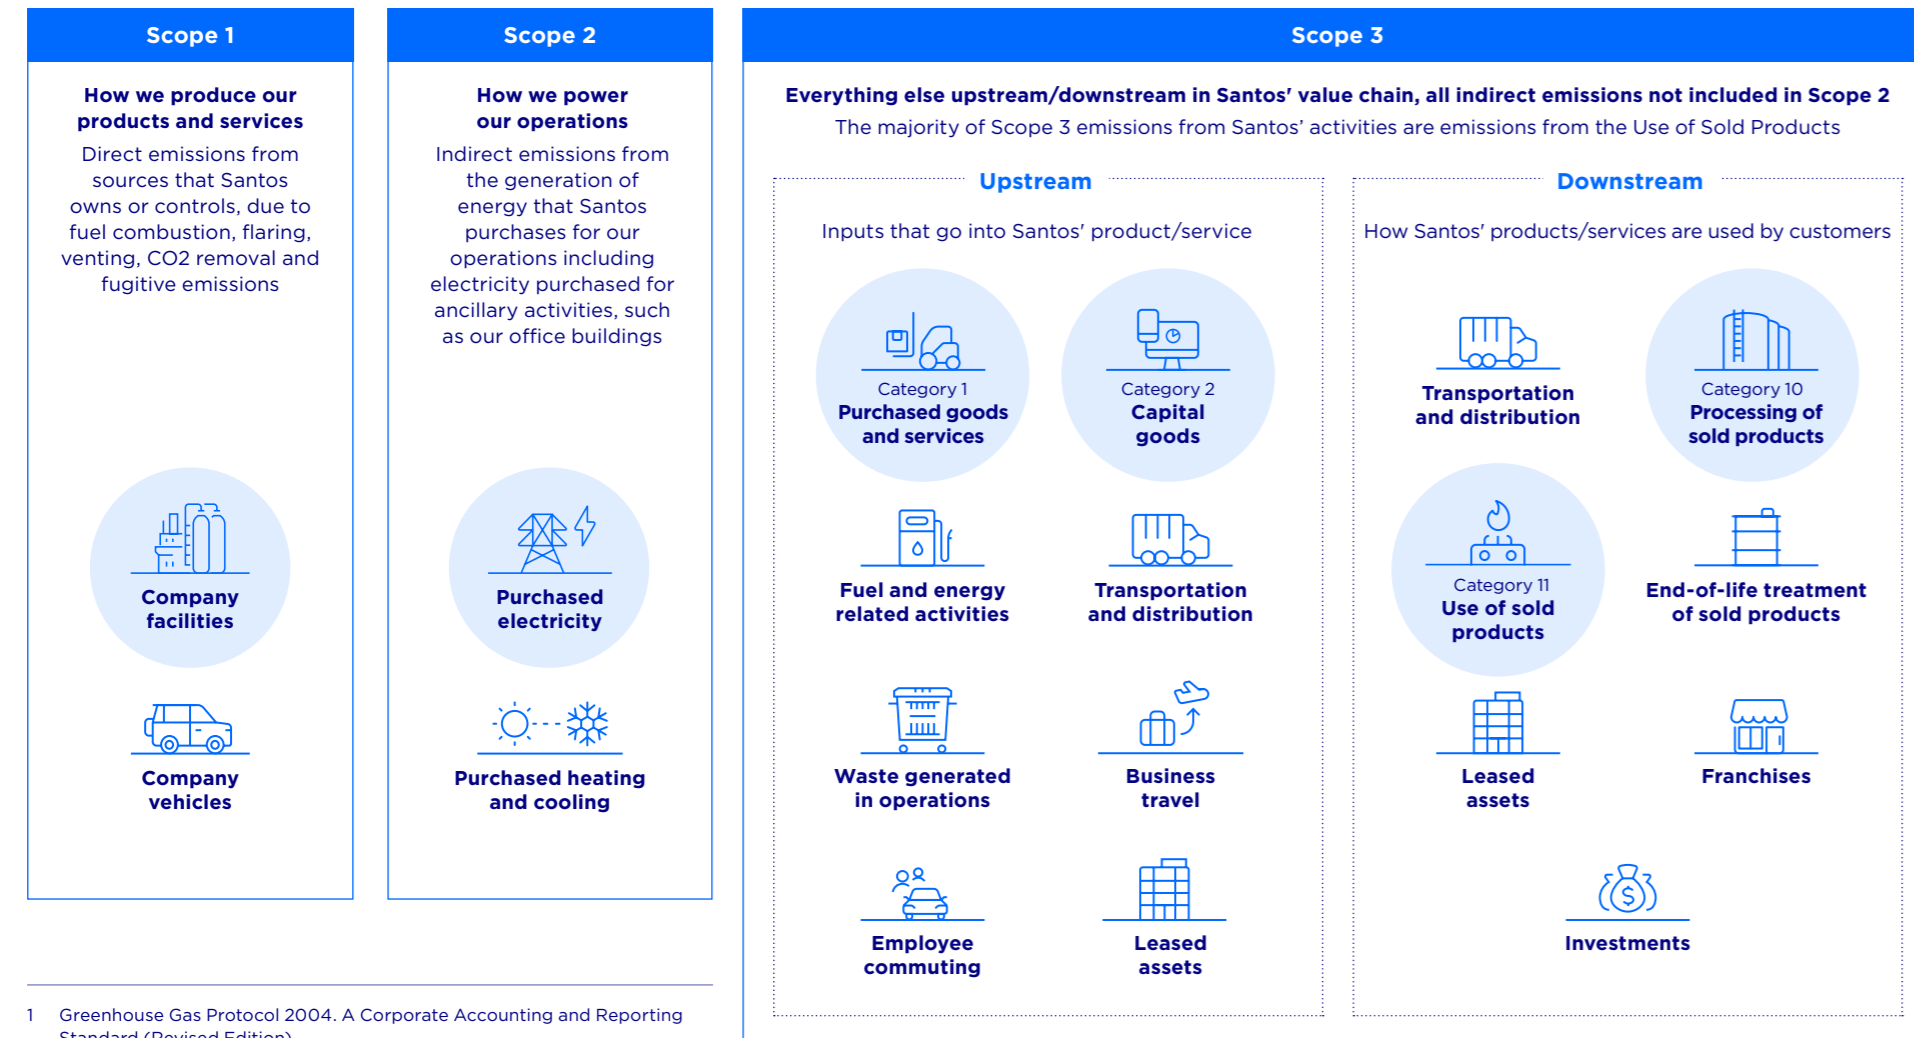 Scope 1
How we produce our
products and services
Direct emissions from
sources that Santos
owns or controls, due to
fuel combustion, flaring,
venting, CO2 removal and
fugitive emissions
Company
facilities
Company
vehicles
Scope 2
How we power
our operations
Indirect emissions from
the generation of
energy that Santos
purchases for our
operations including
electricity purchased for
ancillary activities, such
as our office buildings
Purchased
electricity
Purchased heating
and cooling
Scope 3
Everything else upstream/downstream in Santos' value chain, all indirect emissions not included in Scope 2
The majority of Scope 3 emissions from Santos’ activities are emissions from the Use of Sold Products
Upstream
Inputs that go into Santos' product/service
Category 1
Purchased goods
and services
Category 2
Capital
goods
Fuel and energy
related activities
Transportation
and distribution
Waste generated
in operations
Business
travel
Employee
commuting
Leased
assets
Downstream
How Santos' products/services are used by customers
Transportation
and distribution
Category 10
Processing of
sold products
Category 11
Use of sold
products
End-of-life treatment
of sold products
Leased
assets
Franchises
Investments
$
1 Greenhouse Gas Protocol 2004. A Corporate Accounting and Reporting
Standard (Revised Edition)